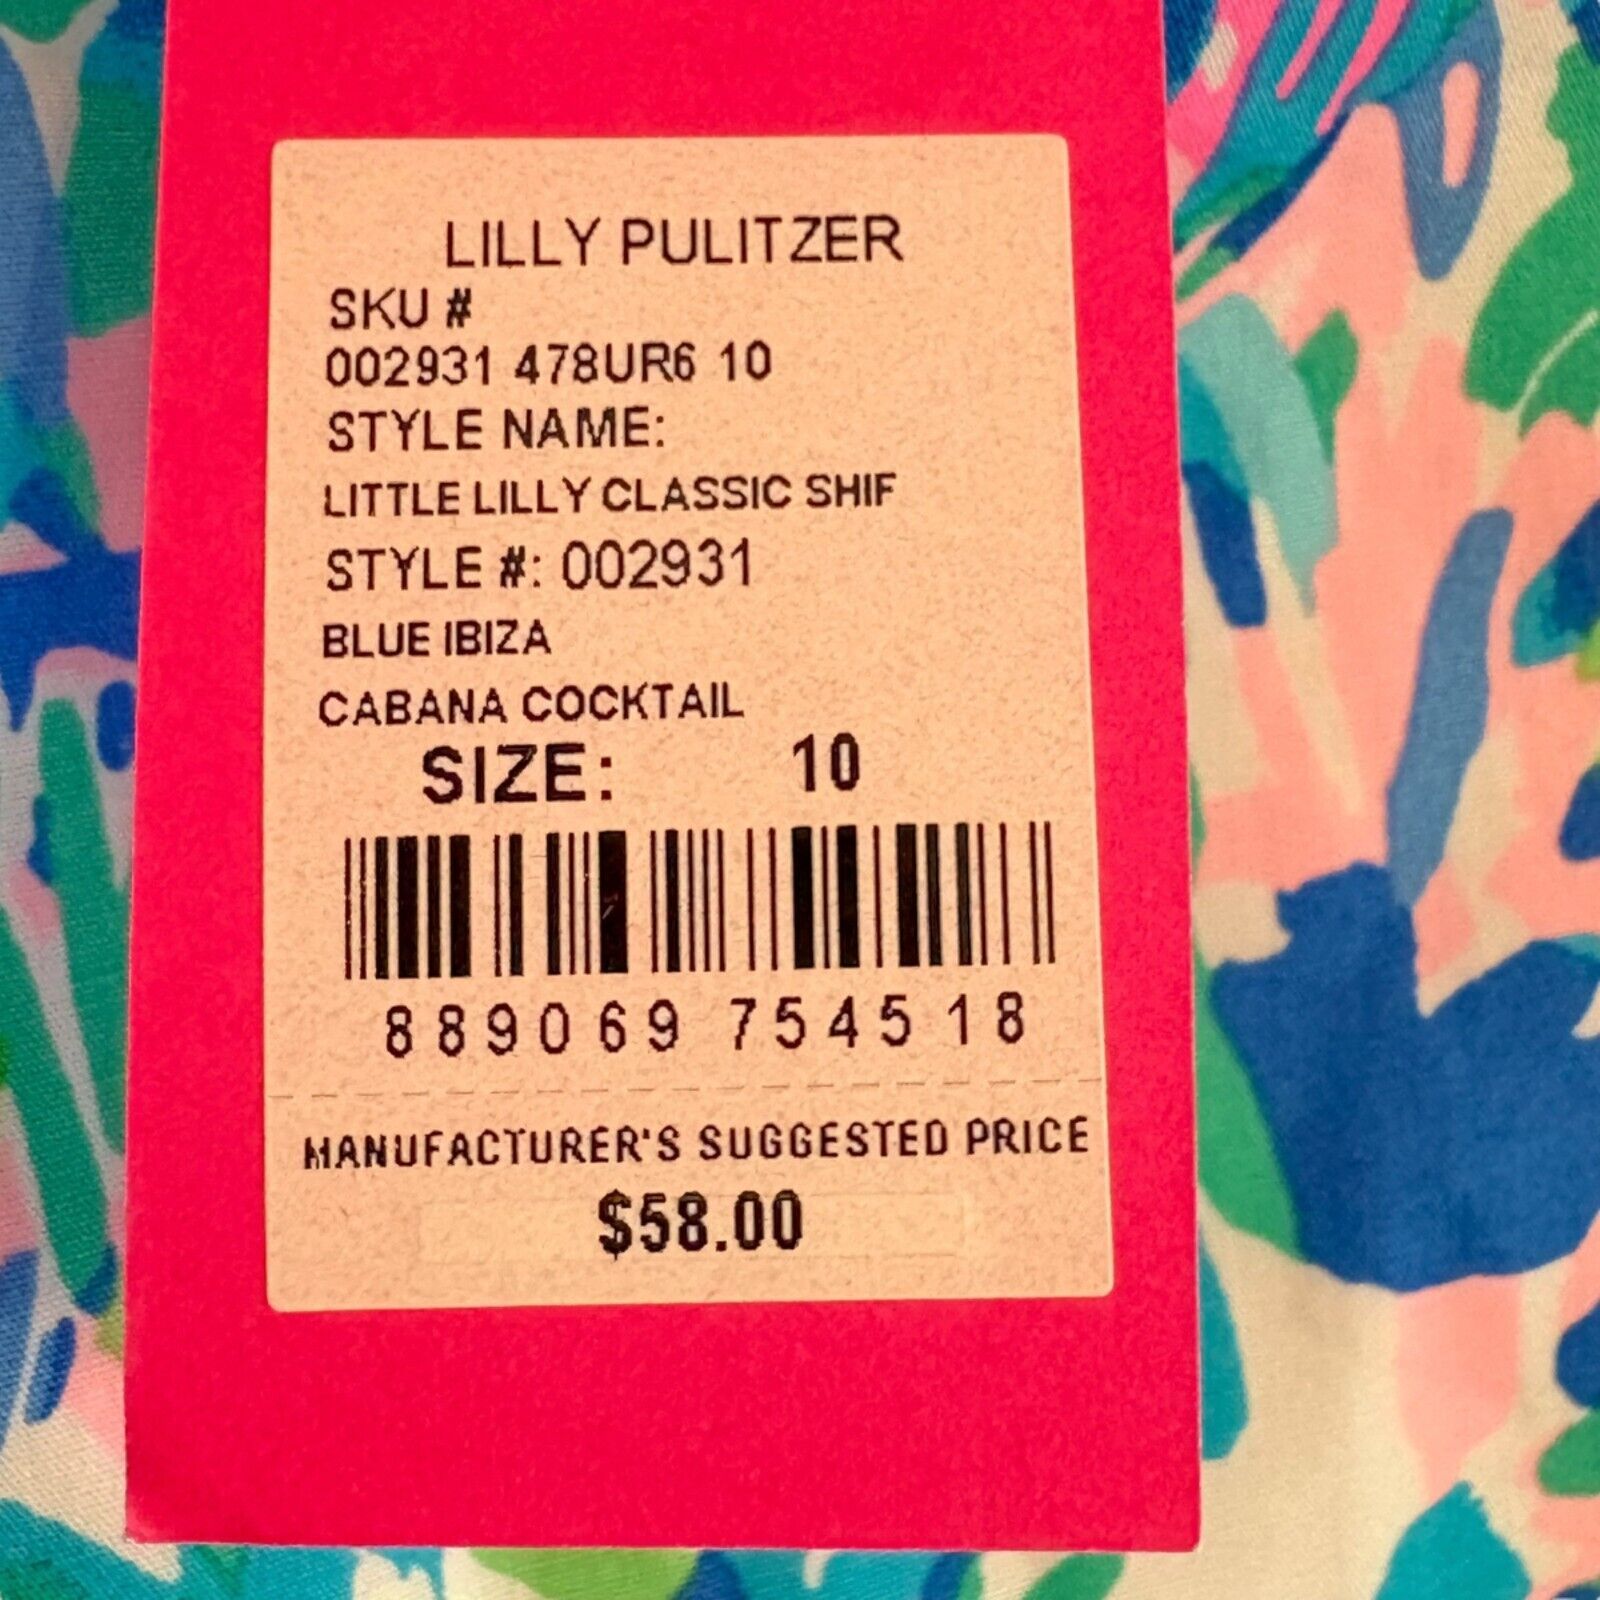 LILLY PULITZER
SKU #
002931 478UR6 10
STYLE NAME:
LITTLE LILLY CLASSIC SHIF
STYLE #: 002931
BLUE IBIZA
CABANA COCKTAIL
SIZE: 10
889069 754518
MANUFACTURER'S SUGGESTED PRICE
$58.00